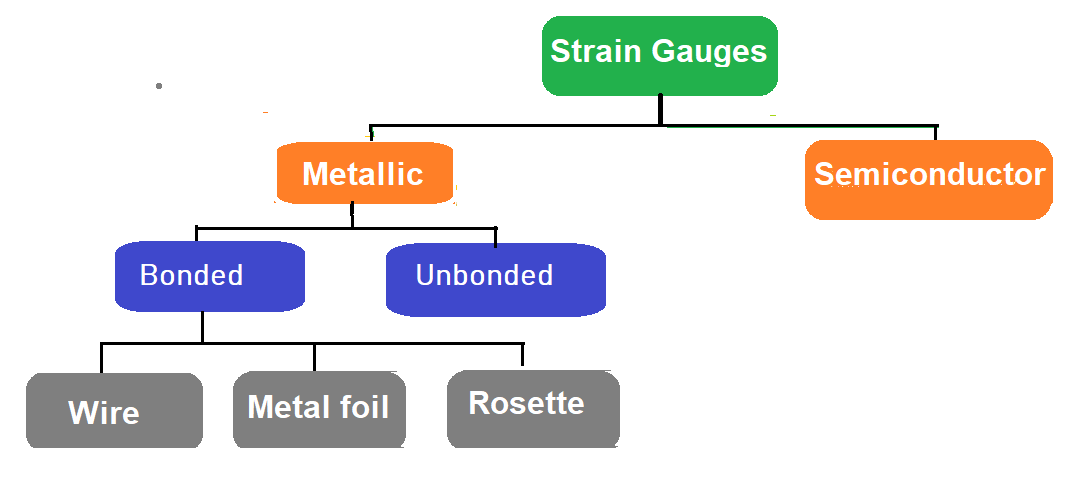 Strain Gauges
Metallic
Semiconductor
Bonded
Unbonded
Wire
Metal foil
Rosette